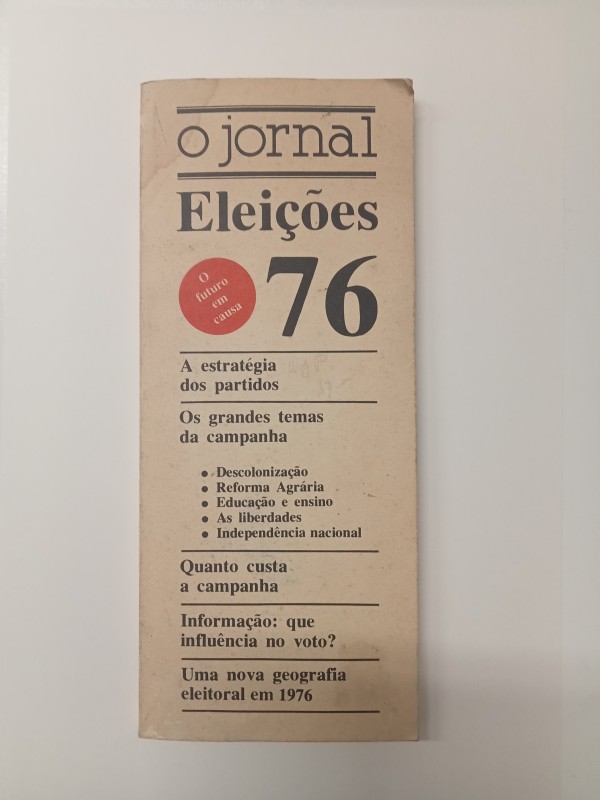 o jornal
Eleições
O
futuro
em
causa
76
A estratégia
dos partidos
Os grandes temas
da campanha
• Descolonização
• Reforma Agrária
• Educação e ensino
• As liberdades
• Independência nacional
Quanto custa
a campanha
Informação: que
influência no voto?
Uma nova geografia
eleitoral em 1976